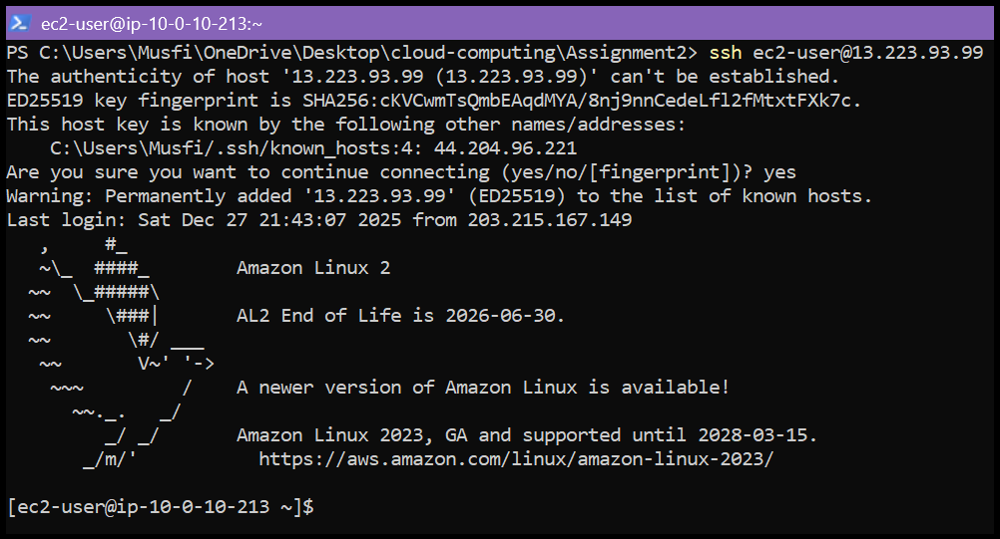 ec2-user@ip-10-0-10-213:~
PS C:\Users\Musfi\OneDrive\Desktop\cloud-computing\Assignment2> ssh ec2-user@13.223.93.99
The authenticity of host '13.223.93.99 (13.223.93.99)' can't be established.
ED25519 key fingerprint is SHA256:cKVCwmTsQmbEAqdMYA/8nj9nnCedeLfl2fMtxtFXk7c.
This host key is known by the following other names/addresses:
    C:\Users\Musfi/.ssh/known_hosts:4: 44.204.96.221
Are you sure you want to continue connecting (yes/no/[fingerprint])? yes
Warning: Permanently added '13.223.93.99' (ED25519) to the list of known hosts.
Last login: Sat Dec 27 21:43:07 2025 from 203.215.167.149
   ,     #_
   ~\_  ####_        Amazon Linux 2
  ~~  \_#####\
  ~~     \###|       AL2 End of Life is 2026-06-30.
  ~~       \#/ ___
   ~~       V~' '->
    ~~~         /    A newer version of Amazon Linux is available!
      ~~._.   _/
         _/ _/       Amazon Linux 2023, GA and supported until 2028-03-15.
       _/m/'           https://aws.amazon.com/linux/amazon-linux-2023/
[ec2-user@ip-10-0-10-213 ~]$